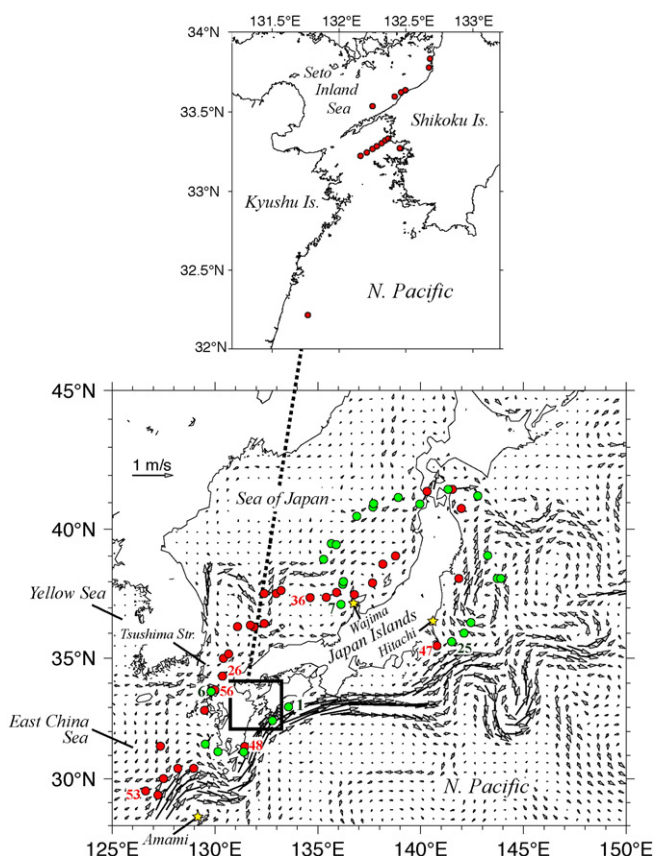 131.5°E 132°E 132.5°E 133°E
34°N
Seto
Inland
Sea
33.5°N
Shikoku Is.
33°N
Kyushu Is.
32.5°N
N. Pacific
32°N
45°N
1 m/s
Sea of Japan
40°N
Yellow Sea
36
7
Wajima
Japan Islands
Hitachi
Tsushima Str.
47
25
35°N
26
6
56
1
East China
Sea
48
30°N
53
N. Pacific
Amami
125°E 130°E 135°E 140°E 145°E 150°E